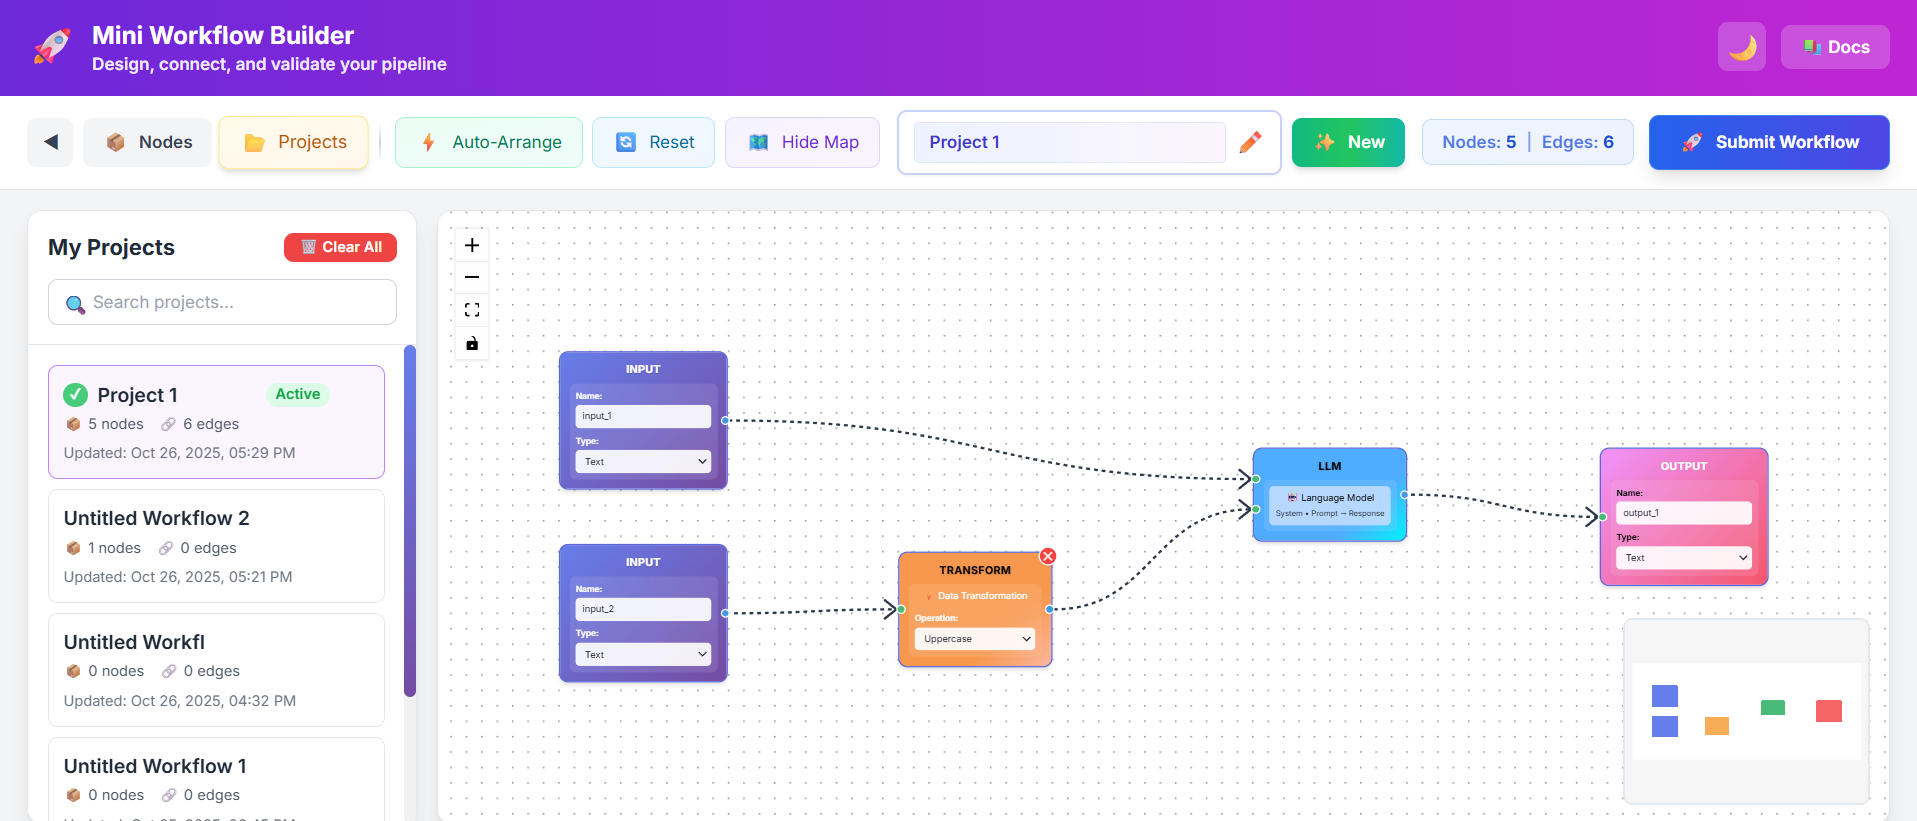 Mini Workflow Builder
Design, connect, and validate your pipeline
Docs
Nodes
Projects
Auto-Arrange
Reset
Hide Map
Project 1
New
Nodes: 5 | Edges: 6
Submit Workflow
My Projects
Clear All
Search projects...
Project 1
Active
5 nodes 6 edges
Updated: Oct 26, 2025, 05:29 PM
Untitled Workflow 2
1 nodes 0 edges
Updated: Oct 26, 2025, 05:21 PM
Untitled Workfl
0 nodes 0 edges
Updated: Oct 26, 2025, 04:32 PM
Untitled Workflow 1
0 nodes 0 edges
INPUT
Name:
input_1
Type:
Text
INPUT
Name:
input_2
Type:
Text
TRANSFORM
Data Transformation
Operation:
Uppercase
LLM
Language Model
System • Prompt → Response
OUTPUT
Name:
output_1
Type:
Text